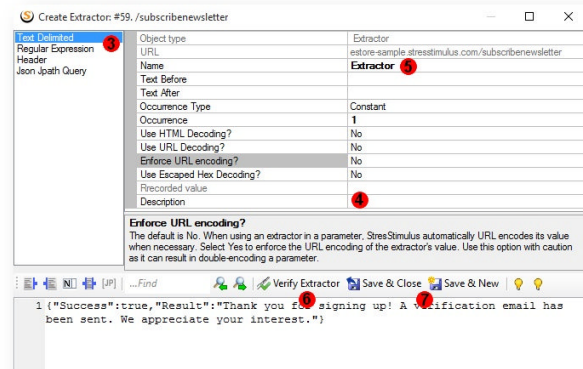 Create Extractor: #59. /subscribenewsletter
Text Delimited
Regular Expression
Header
Json Jpath Query
3
Object type Extractor
URL estore-sample.stresstimulus.com/subscribenewsletter
Name Extractor 5
Text Before
Text After
Occurrence Type Constant
Occurrence 1
Use HTML Decoding? No
Use URL Decoding? No
Enforce URL encoding? No
Use Escaped Hex Decoding? No
Rrecorded value
Description 4
Enforce URL encoding?
The default is No. When using an extractor in a parameter, StresStimulus automatically URL encodes its value
when necessary. Select Yes to enforce the URL encoding of the extractor's value. Use this option with caution
as it can result in double-encoding a parameter.
N [JP] ...Find Verify Extractor Save & Close Save & New
6 7
1 {"Success":true,"Result":"Thank you for signing up! A verification email has
been sent. We appreciate your interest."}